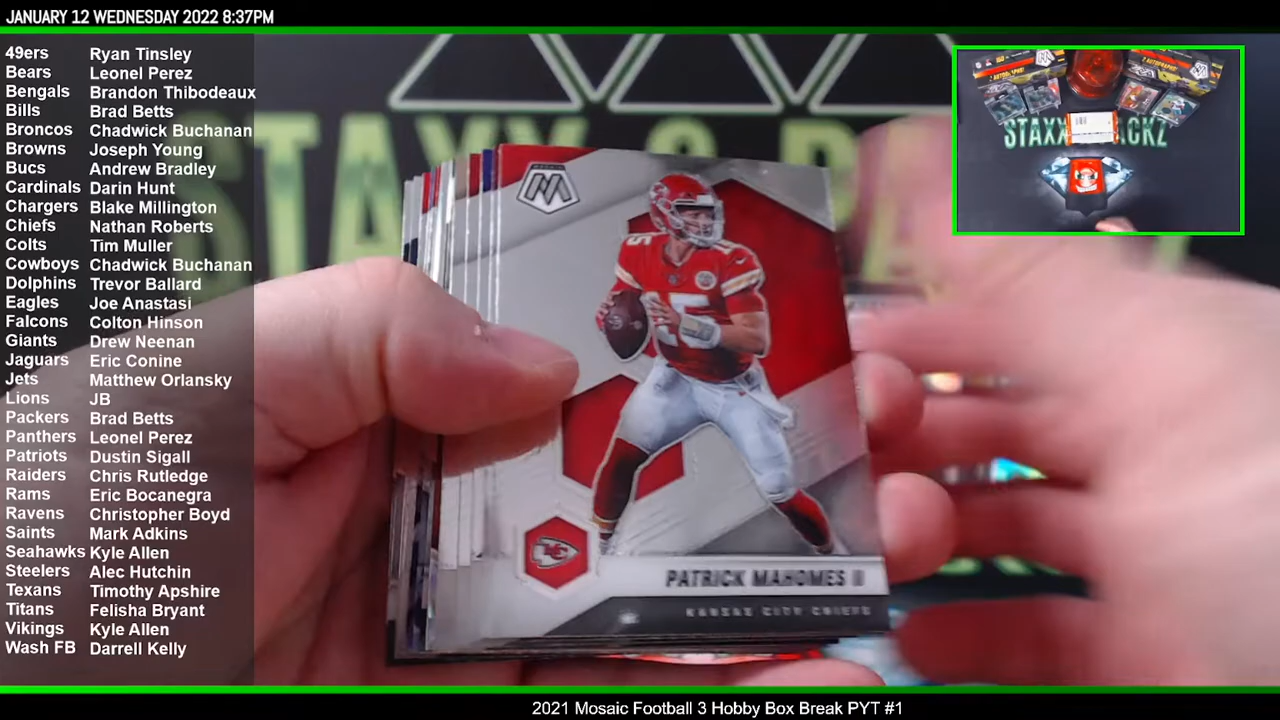 JANUARY 12 WEDNESDAY 2022 8:37PM
49ers Ryan Tinsley
Bears Leonel Perez
Bengals Brandon Thibodeaux
Bills Brad Betts
Broncos Chadwick Buchanan
Browns Joseph Young
Bucs Andrew Bradley
Cardinals Darin Hunt
Chargers Blake Millington
Chiefs Nathan Roberts
Colts Tim Muller
Cowboys Chadwick Buchanan
Dolphins Trevor Ballard
Eagles Joe Anastasi
Falcons Colton Hinson
Giants Drew Neenan
Jaguars Eric Conine
Jets Matthew Orlansky
Lions JB
Packers Brad Betts
Panthers Leonel Perez
Patriots Dustin Sigall
Raiders Chris Rutledge
Rams Eric Bocanegra
Ravens Christopher Boyd
Saints Mark Adkins
Seahawks Kyle Allen
Steelers Alec Hutchin
Texans Timothy Apshire
Titans Felisha Bryant
Vikings Kyle Allen
Wash FB Darrell Kelly
15
KC
PATRICK MAHOMES II
KANSAS CITY CHIEFS
2021 Mosaic Football 3 Hobby Box Break PYT #1